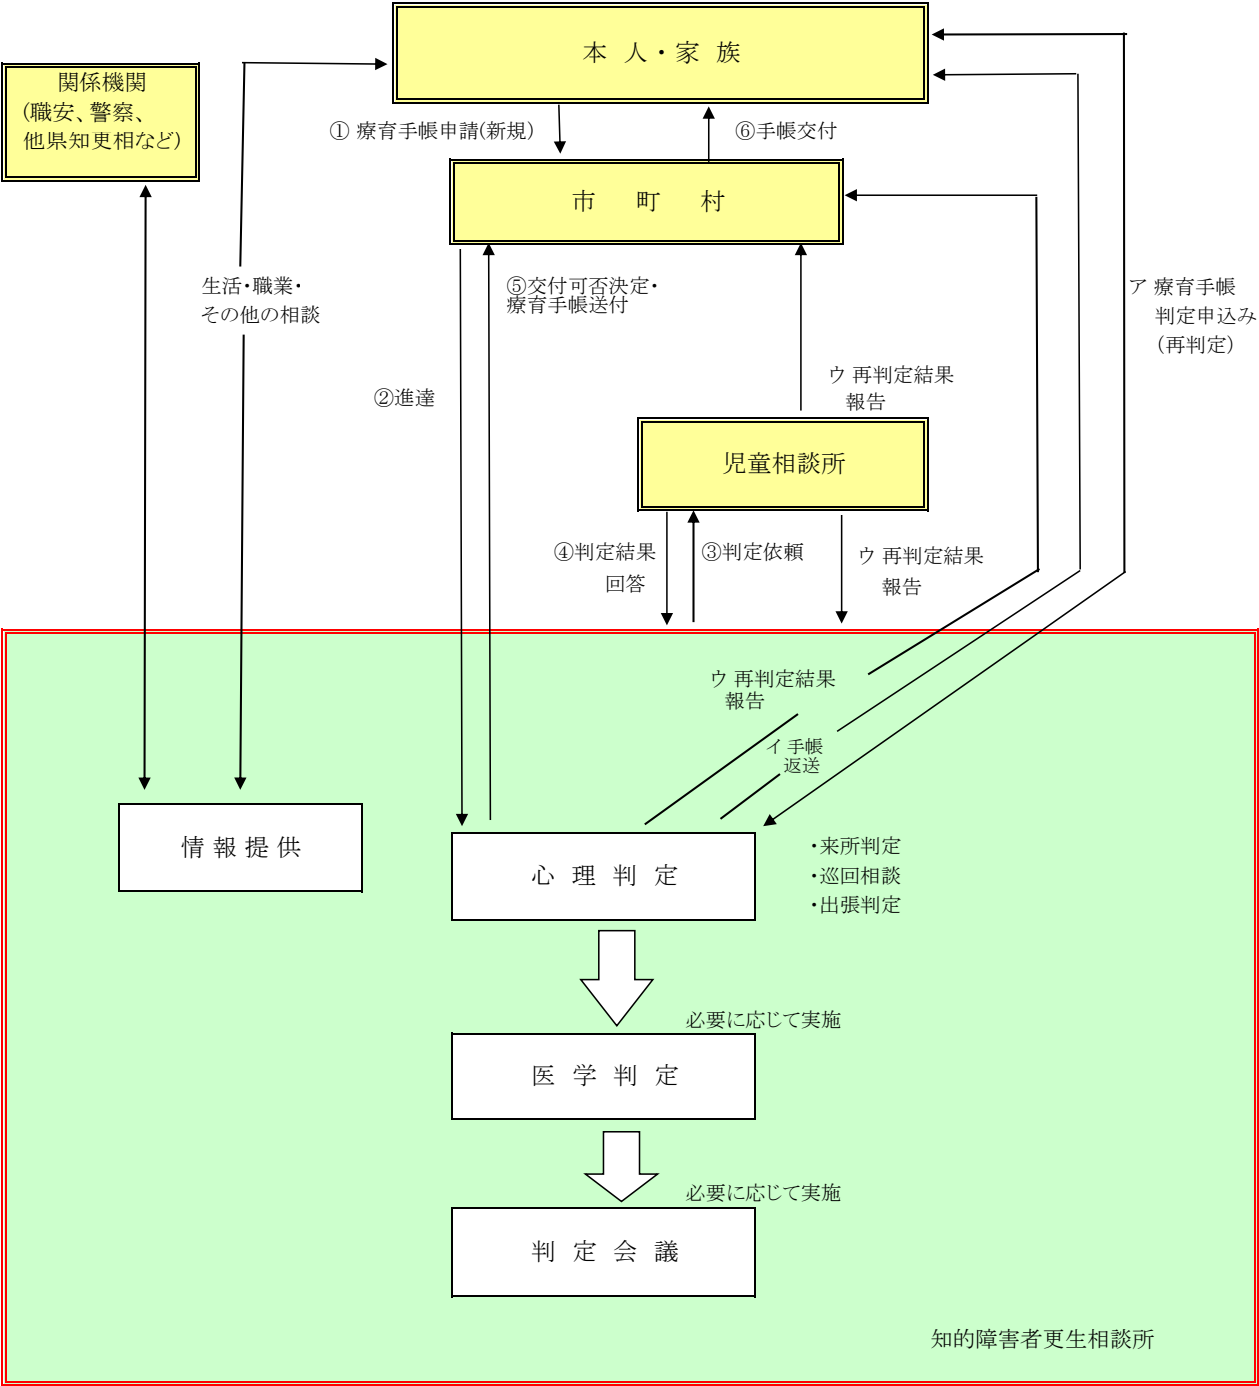 本 人・家 族
関係機関
(職安、警察、
他県知更相など)
① 療育手帳申請(新規)
⑥手帳交付
市 町 村
生活・職業・
その他の相談
⑤交付可否決定・
療育手帳送付
ア 療育手帳
判定申込み
(再判定)
②進達
ウ 再判定結果
報告
児童相談所
④判定結果
回答
③判定依頼
ウ 再判定結果
報告
ウ 再判定結果
報告
イ 手帳
返送
情 報 提 供
心 理 判 定
・来所判定
・巡回相談
・出張判定
必要に応じて実施
医 学 判 定
必要に応じて実施
判 定 会 議
知的障害者更生相談所